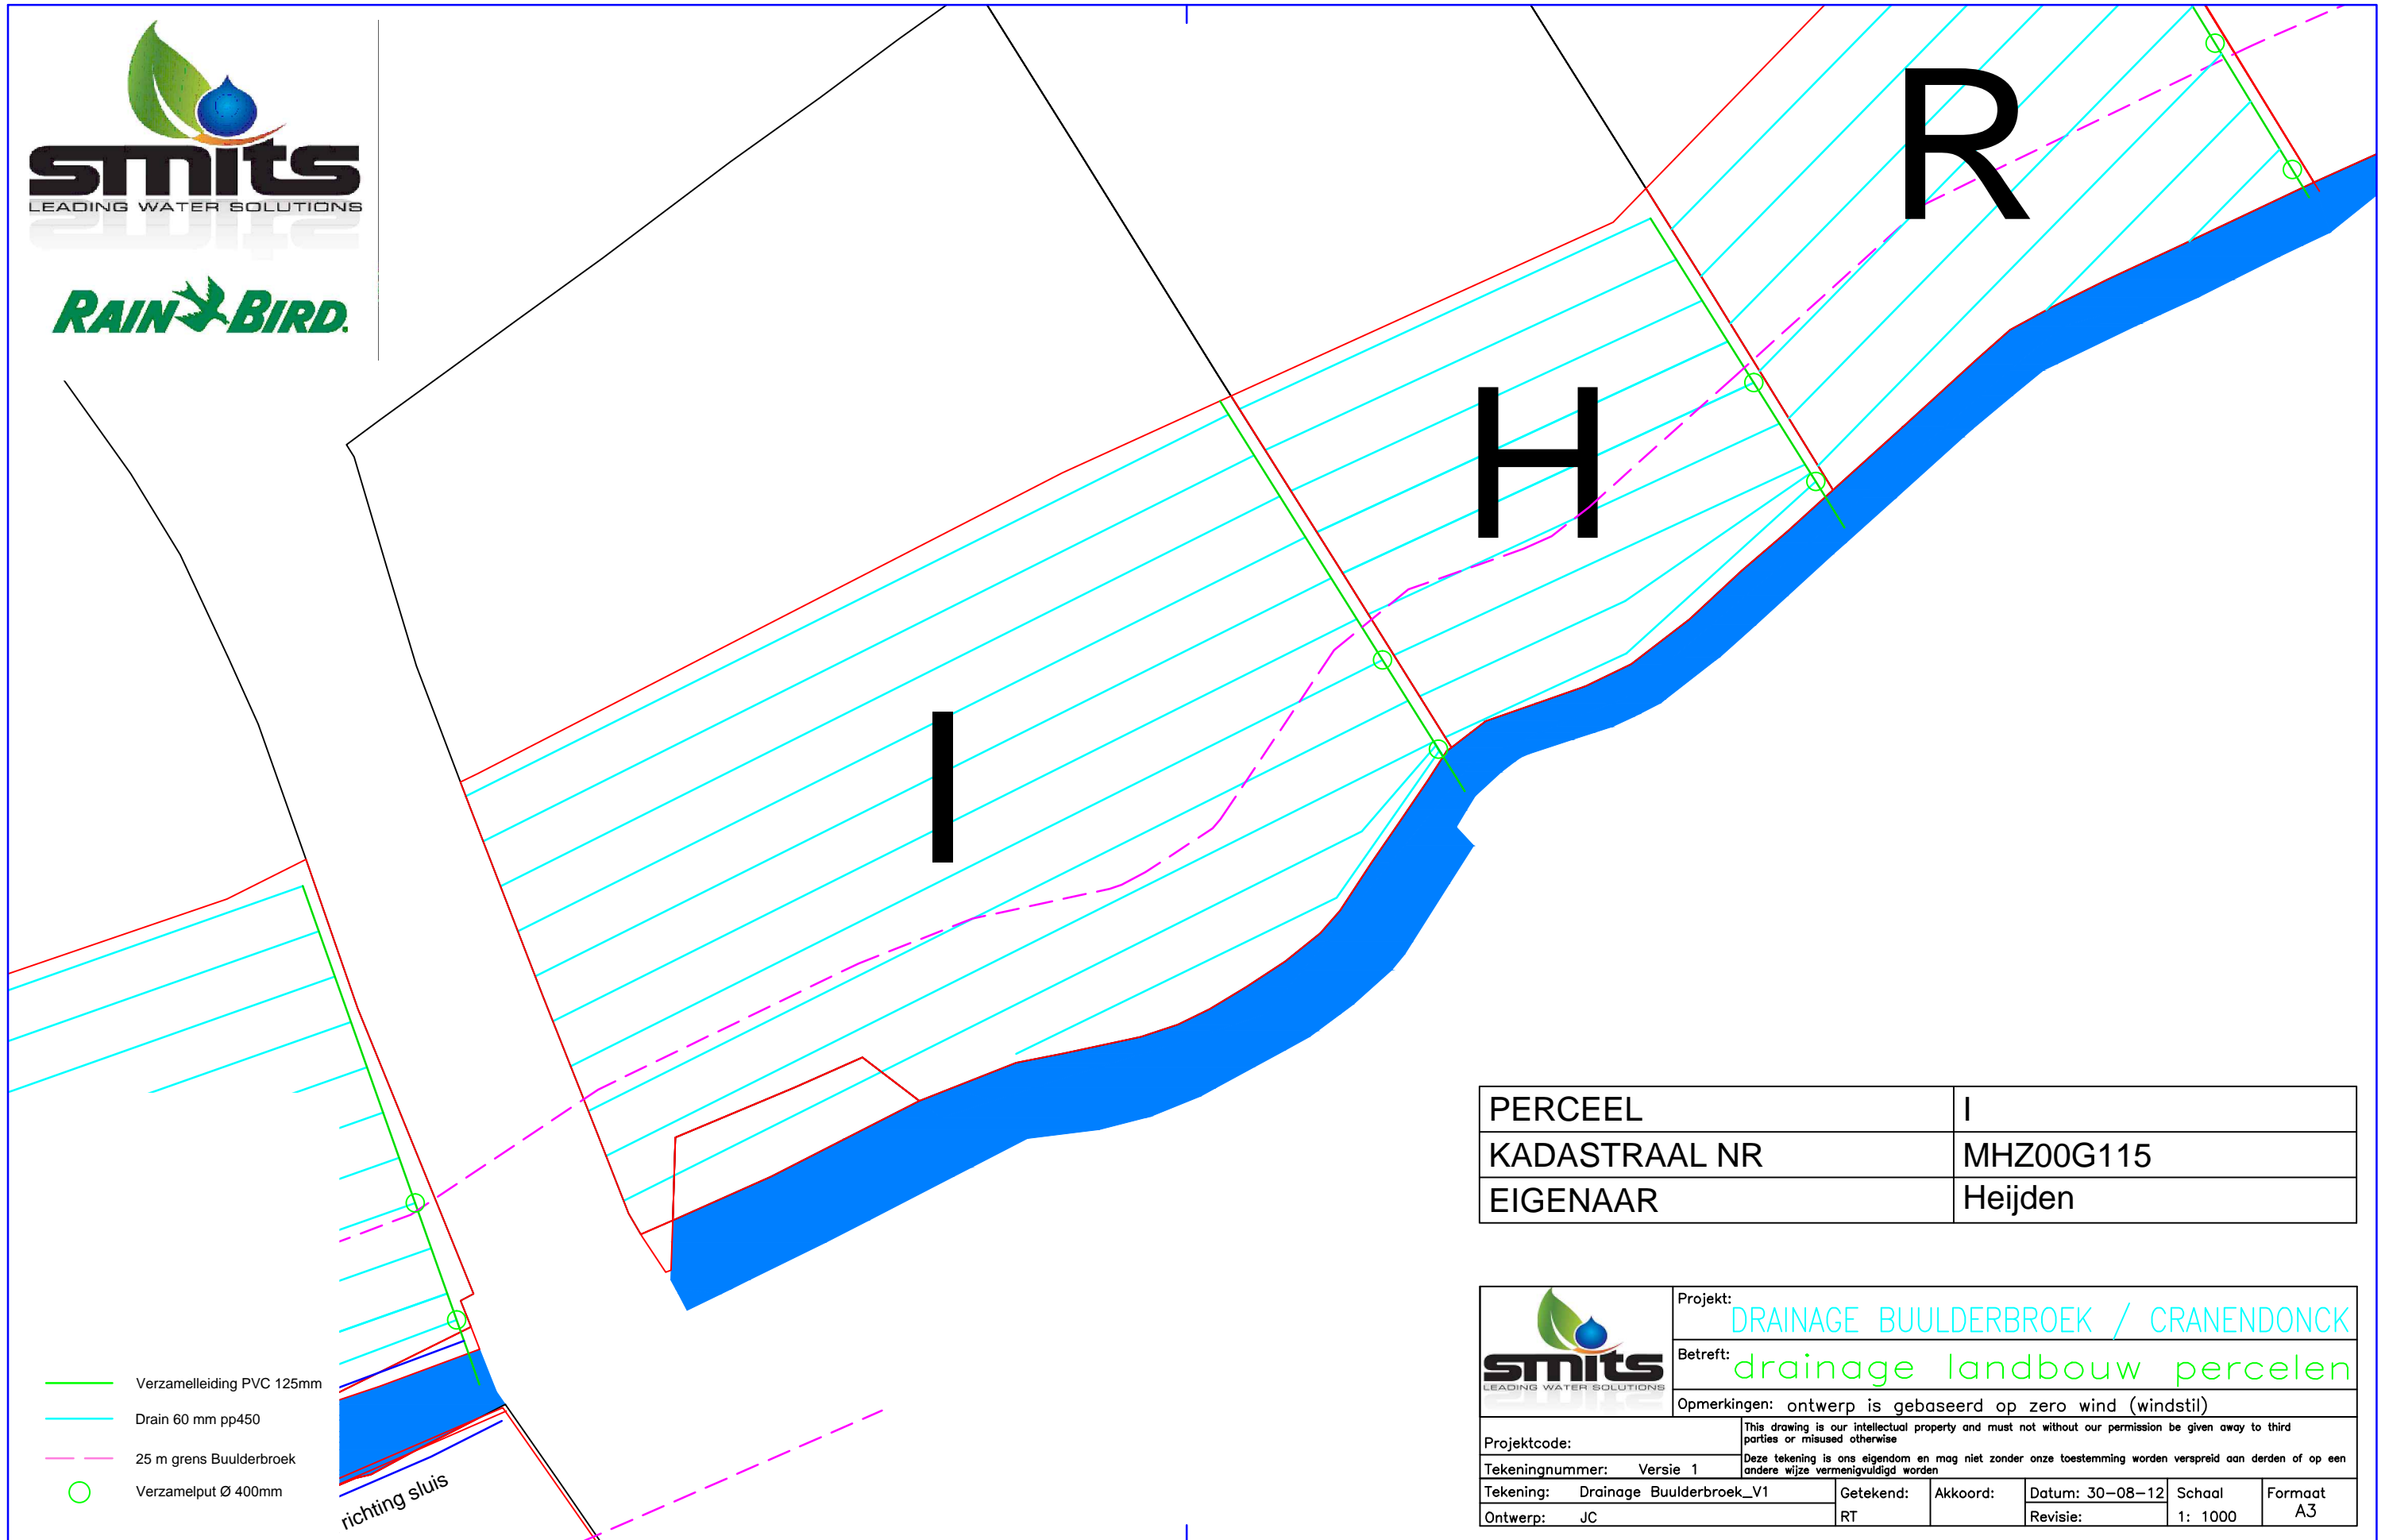 smits
LEADING WATER SOLUTIONS
RAIN BIRD.
R
H
I
PERCEEL I
KADASTRAAL NR MHZ00G115
EIGENAAR Heijden
Verzamelleiding PVC 125mm
Drain 60 mm pp450
25 m grens Buulderbroek
Verzamelput Ø 400mm
richting sluis
smits
LEADING WATER SOLUTIONS
Projekt: DRAINAGE BUULDERBROEK / CRANENDONCK
Betreft: drainage landbouw percelen
Opmerkingen: ontwerp is gebaseerd op zero wind (windstil)
Projektcode:
This drawing is our intellectual property and must not without our permission be given away to third
parties or misused otherwise
Deze tekening is ons eigendom en mag niet zonder onze toestemming worden verspreid aan derden of op een
andere wijze vermenigvuldigd worden
Tekeningnummer: Versie 1
Tekening: Drainage Buulderbroek_V1
Ontwerp: JC
Getekend:
RT
Akkoord:
Datum: 30-08-12
Revisie:
Schaal
1: 1000
Formaat
A3